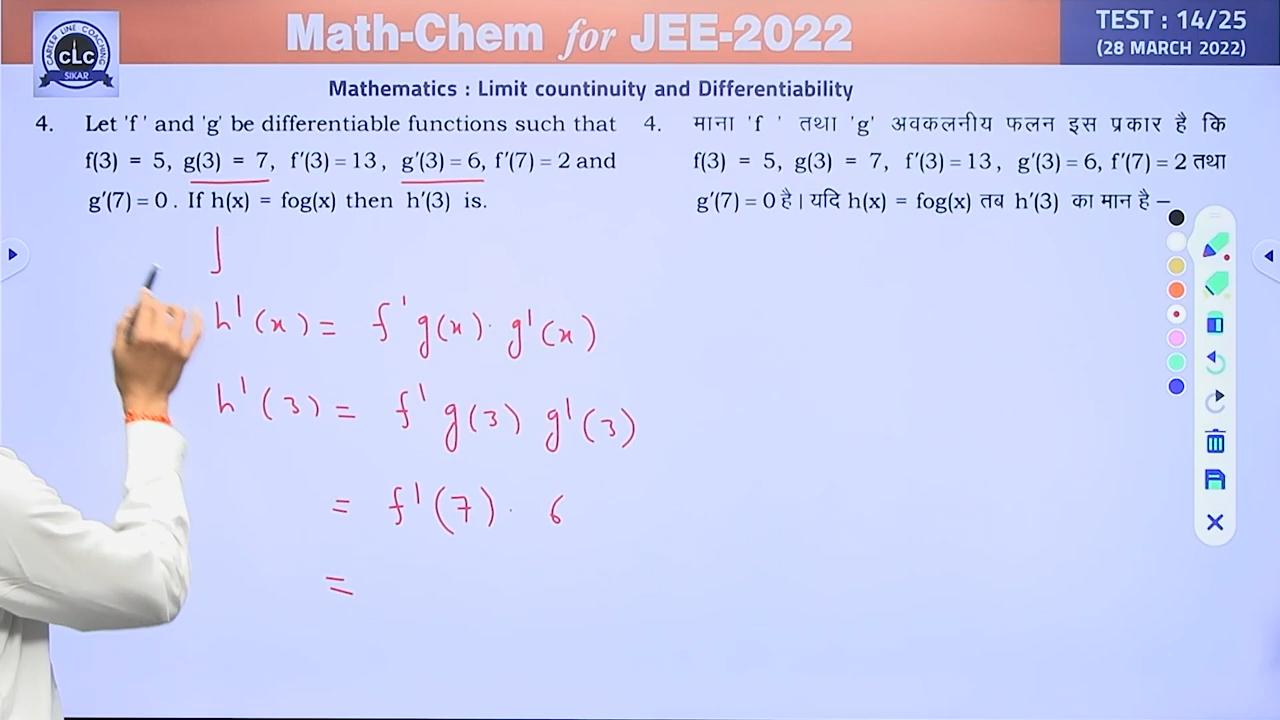 CAREER LINE COACHING
CLC
SIKAR
Math-Chem for JEE-2022
TEST : 14/25
(28 MARCH 2022)
Mathematics : Limit countinuity and Differentiability
4. Let 'f ' and 'g' be differentiable functions such that
f(3) = 5, g(3) = 7, f′(3) = 13, g′(3) = 6, f′(7) = 2 and
g′(7) = 0. If h(x) = fog(x) then h′(3) is.
4. माना 'f ' तथा 'g' अवकलनीय फलन इस प्रकार है कि
f(3) = 5, g(3) = 7, f′(3) = 13, g′(3) = 6, f′(7) = 2 तथा
g′(7) = 0 है। यदि h(x) = fog(x) तब h′(3) का मान है –
h'(x) = f'g(x). g'(x)
h'(3) = f'g(3) g'(3)
= f'(7). 6
=